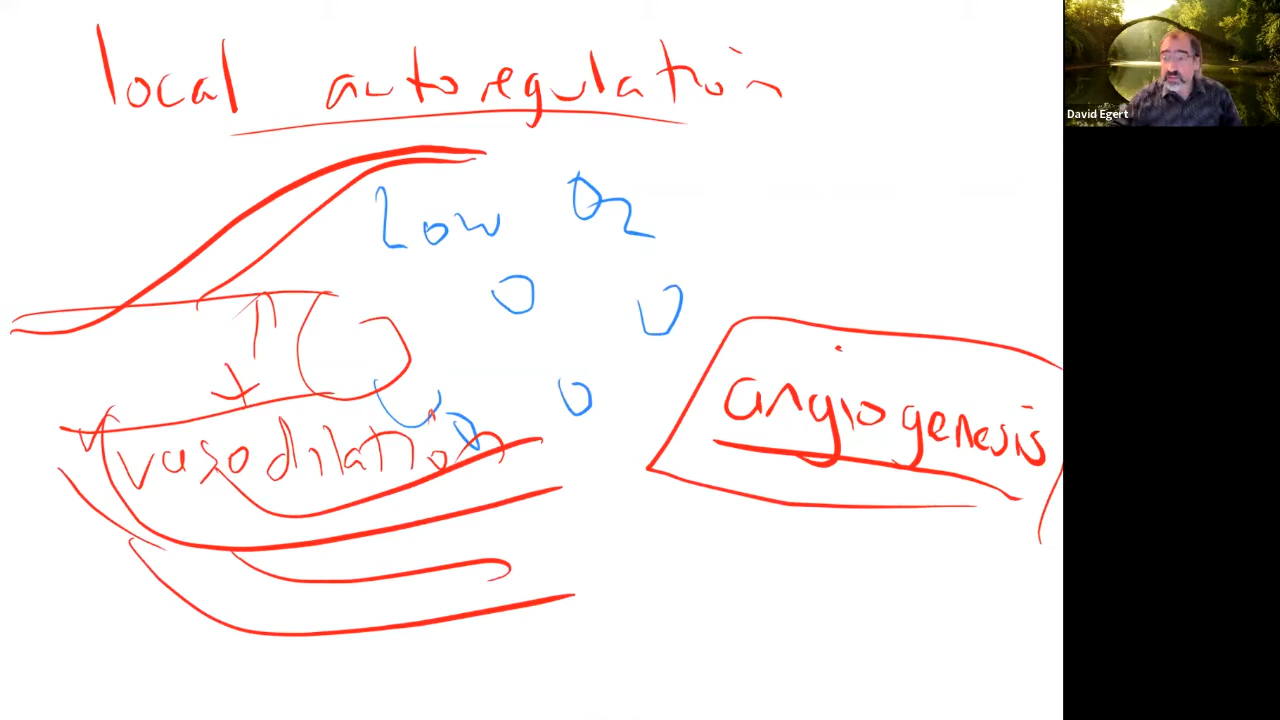 local autoregulation
David Egert
Low O2
angiogenesis
vasodilation